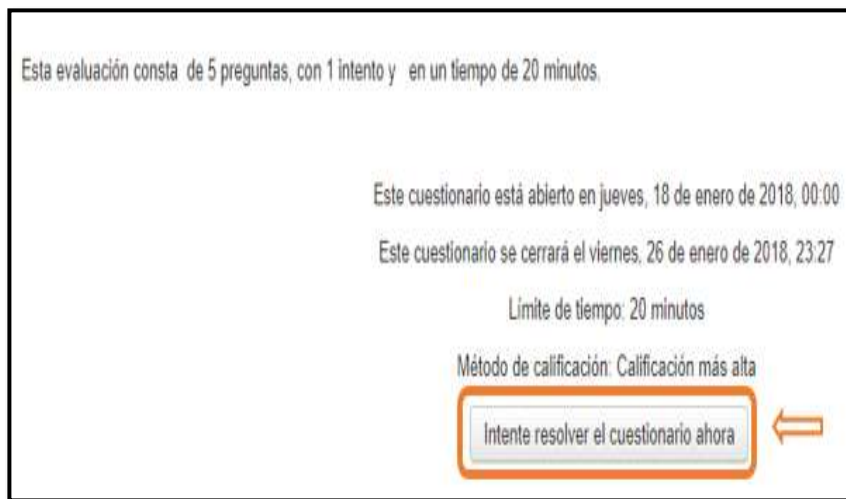 Esta evaluación consta de 5 preguntas, con 1 intento y en un tiempo de 20 minutos.
Este cuestionario está abierto en jueves, 18 de enero de 2018, 00:00
Este cuestionario se cerrará el viernes, 26 de enero de 2018, 23:27
Límite de tiempo: 20 minutos
Método de calificación: Calificación más alta
Intente resolver el cuestionario ahora